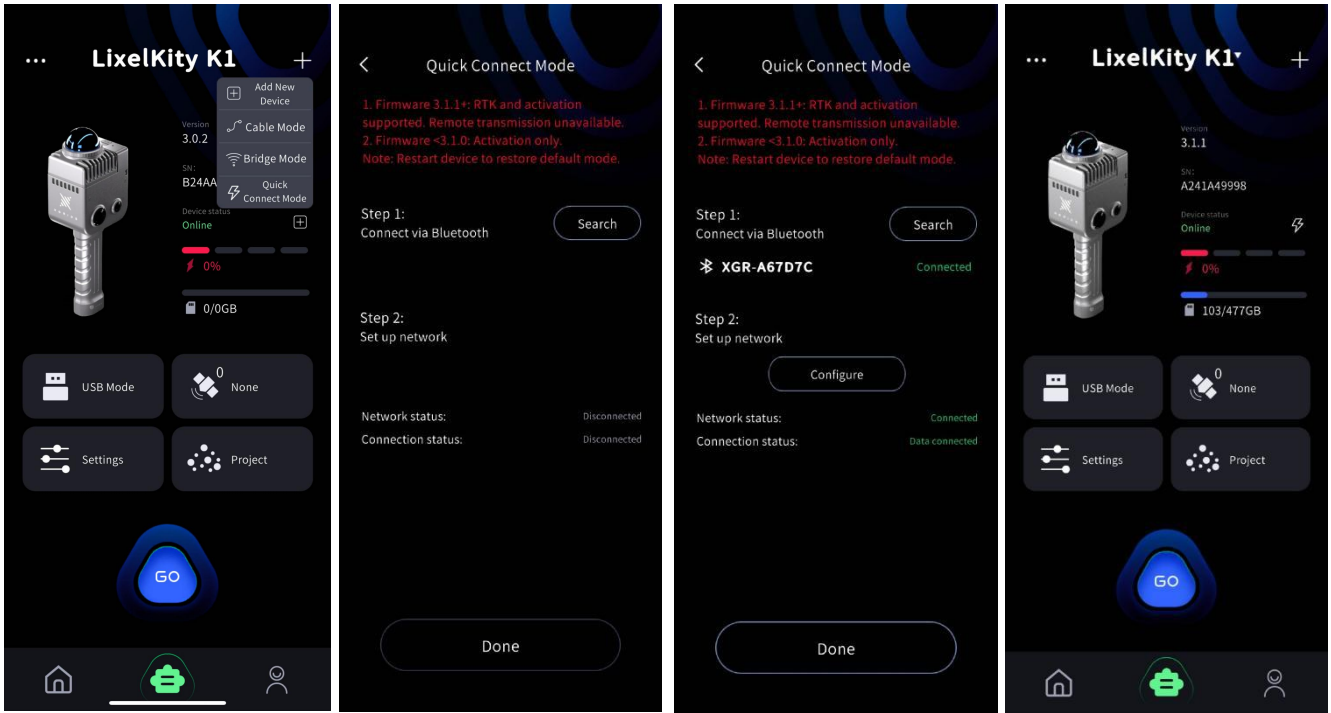 LixelKity K1
Add New
Device
Cable Mode
Bridge Mode
Quick
Connect Mode
Version
3.0.2
SN:
B24AA
Device status
Online
0%
0/0GB
USB Mode
0
None
Settings
Project
GO
Quick Connect Mode
1. Firmware 3.1.1+: RTK and activation
supported. Remote transmission unavailable.
2. Firmware <3.1.0: Activation only.
Note: Restart device to restore default mode.
Step 1:
Connect via Bluetooth
Search
Step 2:
Set up network
Network status:
Disconnected
Connection status:
Disconnected
Done
Quick Connect Mode
1. Firmware 3.1.1+: RTK and activation
supported. Remote transmission unavailable.
2. Firmware <3.1.0: Activation only.
Note: Restart device to restore default mode.
Step 1:
Connect via Bluetooth
Search
XGR-A67D7C
Connected
Step 2:
Set up network
Configure
Network status:
Connected
Connection status:
Data connected
Done
LixelKity K1
Version
3.1.1
SN:
A241A49998
Device status
Online
0%
103/477GB
USB Mode
0
None
Settings
Project
GO